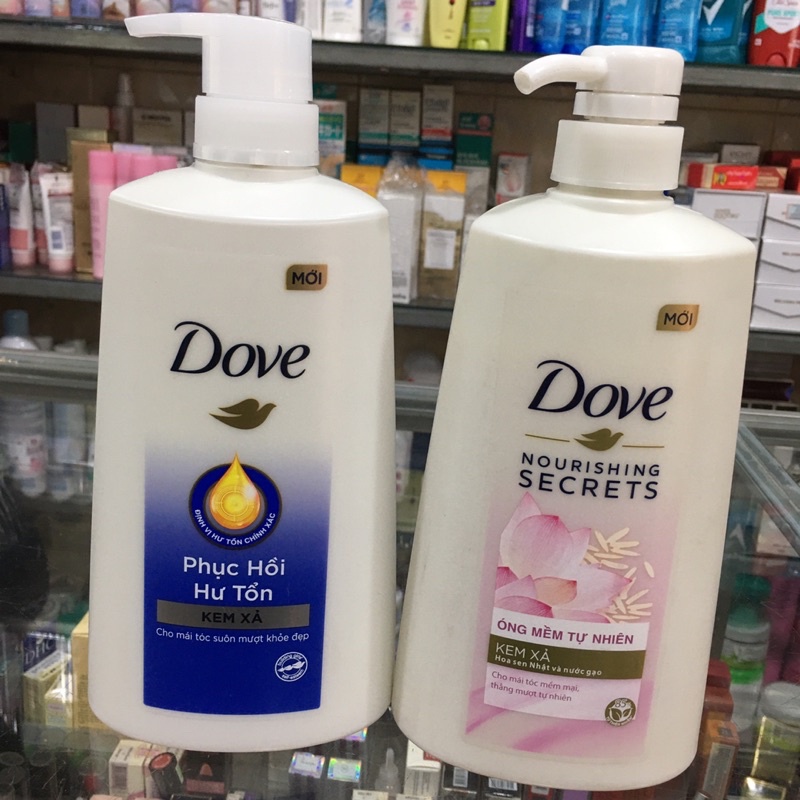 MỚI
Dove
ĐỊNH VỊ HƯ TỔN CHÍNH XÁC
Phục Hồi
Hư Tổn
KEM XẢ
Cho mái tóc suôn mượt khỏe đẹp
MỚI
Dove
NOURISHING
SECRETS
ÓNG MỀM TỰ NHIÊN
KEM XẢ
Hoa sen Nhật và nước gạo
Cho mái tóc mềm mại,
thẳng mượt tự nhiên